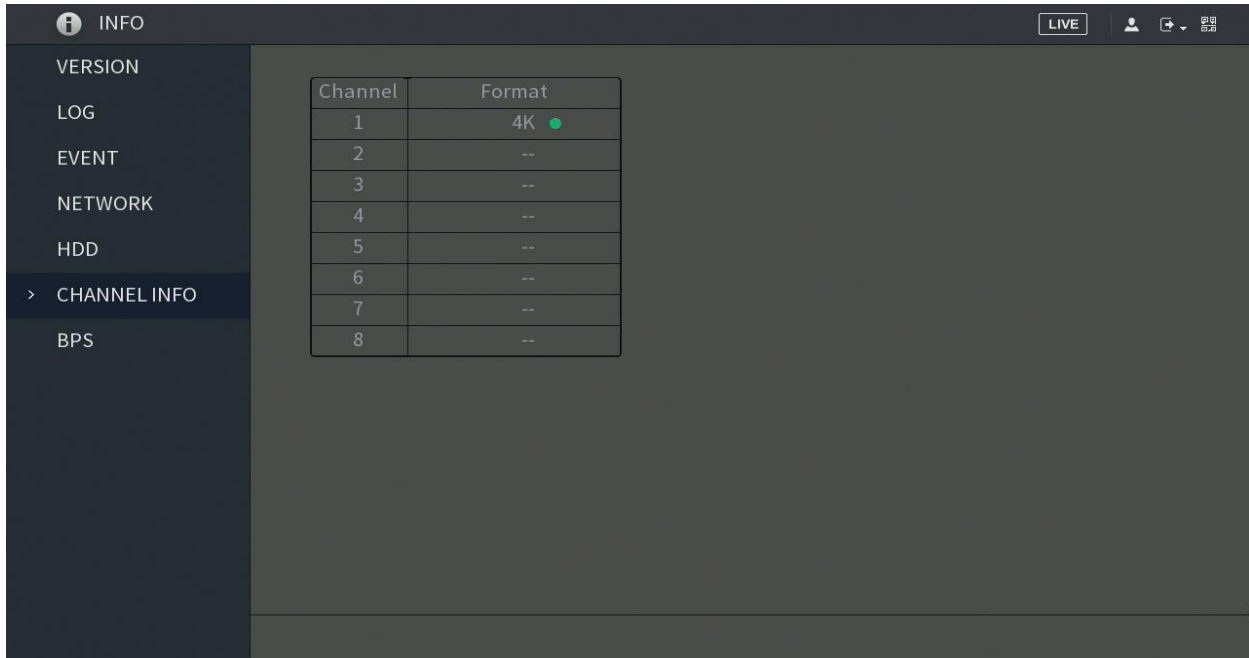 INFO
LIVE
VERSION
LOG
EVENT
NETWORK
HDD
> CHANNEL INFO
BPS
Channel Format
1 4K
2 --
3 --
4 --
5 --
6 --
7 --
8 --